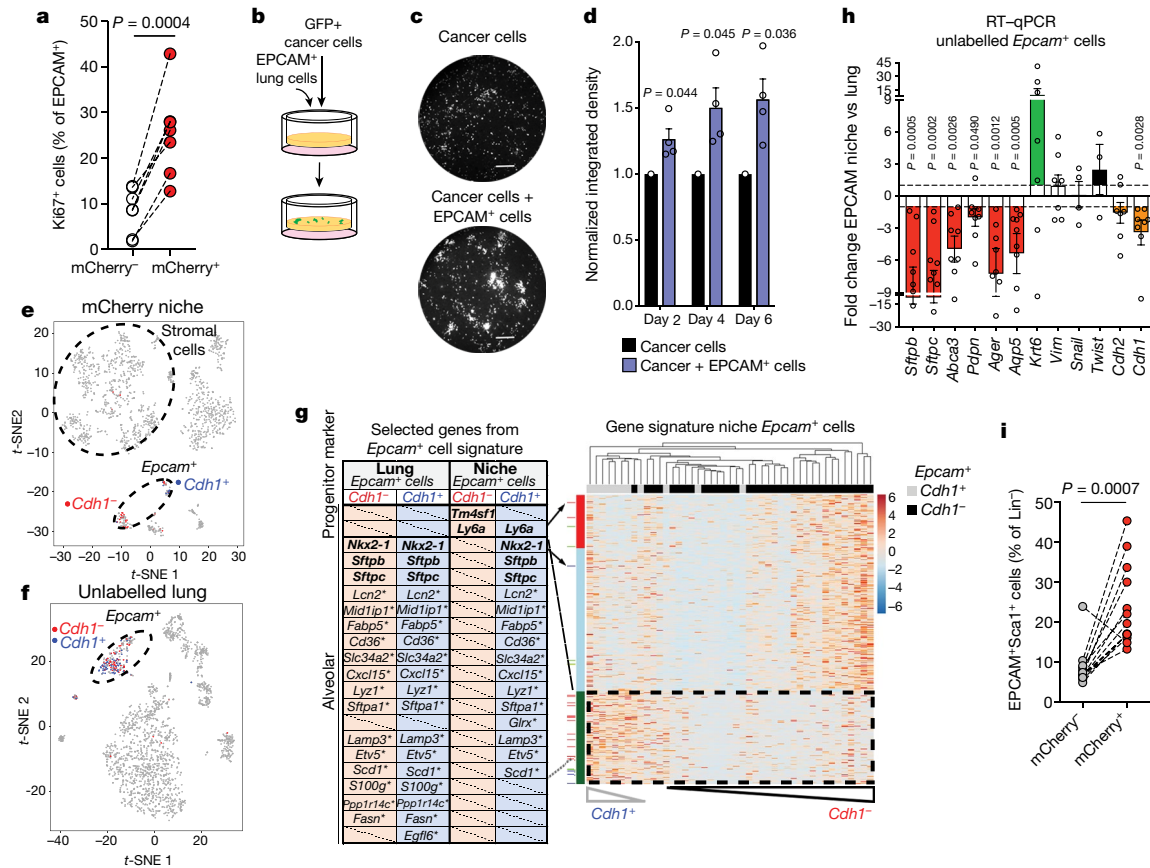 a
P = 0.0004
Ki67⁺ cells (% of EPCAM⁺)
50
40
30
20
10
0
mCherry⁻ mCherry⁺
b
GFP+
cancer cells
EPCAM⁺
lung cells
c
Cancer cells
Cancer cells +
EPCAM⁺ cells
d
Normalized integrated density
2.0
1.5
1.0
0.5
0.0
P = 0.044
P = 0.045
P = 0.036
Day 2 Day 4 Day 6
Cancer cells
Cancer + EPCAM⁺ cells
h
RT–qPCR
unlabelled Epcam⁺ cells
Fold change EPCAM niche vs lung
45
30
15
9
6
3
0
-3
-6
-9
-15
-30
P = 0.0005
P = 0.0002
P = 0.0026
P = 0.0490
P = 0.0012
P = 0.0005
P = 0.0028
Sftpb
Sftpc
Abca3
Pdpn
Ager
Aqp5
Krt6
Vim
Snail
Twist
Cdh2
Cdh1
e
mCherry niche
Stromal
cells
Epcam⁺
Cdh1⁺
Cdh1⁻
t-SNE2
20
10
0
−10
−20
−30
−30 −20 −10 0 10 20 30
t-SNE 1
f
Unlabelled lung
Epcam⁺
Cdh1⁻
Cdh1⁺
t-SNE 2
20
0
−20
−40 −20 0 20 40
t-SNE 1
g
Selected genes from
Epcam⁺ cell signature
Lung Niche
Epcam⁺ cells Epcam⁺ cells
Cdh1⁻ Cdh1⁺ Cdh1⁻ Cdh1⁺
Progenitor marker
Tm4sf1
Ly6a Ly6a
Alveolar
Nkx2-1 Nkx2-1 Nkx2-1
Sftpb Sftpb Sftpb
Sftpc Sftpc Sftpc
Lcn2* Lcn2* Lcn2*
Mid1ip1* Mid1ip1* Mid1ip1*
Fabp5* Fabp5* Fabp5*
Cd36* Cd36* Cd36*
Slc34a2* Slc34a2* Slc34a2*
Cxcl15* Cxcl15* Cxcl15*
Lyz1* Lyz1* Lyz1*
Sftpa1* Sftpa1* Sftpa1*
Glrx*
Lamp3* Lamp3* Lamp3*
Etv5* Etv5* Etv5*
Scd1* Scd1* Scd1*
S100g* S100g*
Ppp1r14c* Ppp1r14c*
Fasn* Fasn*
Egfl6*
Gene signature niche Epcam⁺ cells
6
4
2
0
−2
−4
−6
Epcam⁺
Cdh1⁺
Cdh1⁻
Cdh1⁺ Cdh1⁻
i
P = 0.0007
EPCAM⁺Sca1⁺ cells (% of Lin⁻)
50
40
30
20
10
0
mCherry⁻
mCherry⁺